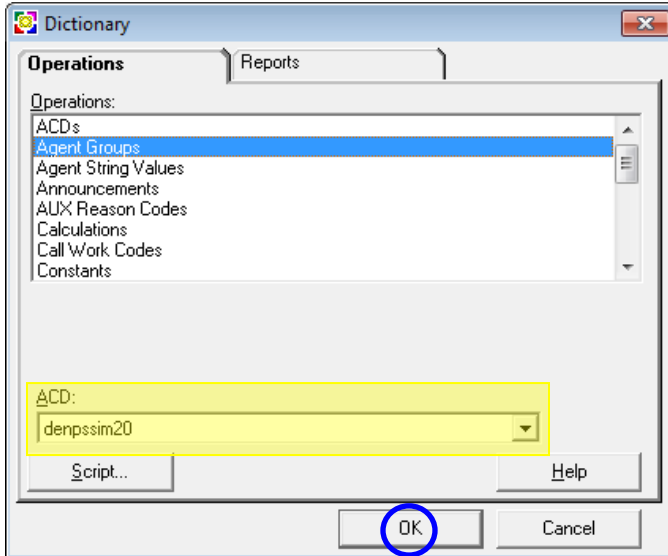 Dictionary
Operations
Reports
Operations:
ACDs
Agent Groups
Agent String Values
Announcements
AUX Reason Codes
Calculations
Call Work Codes
Constants
ACD:
denpssim20
Script...
Help
OK
Cancel